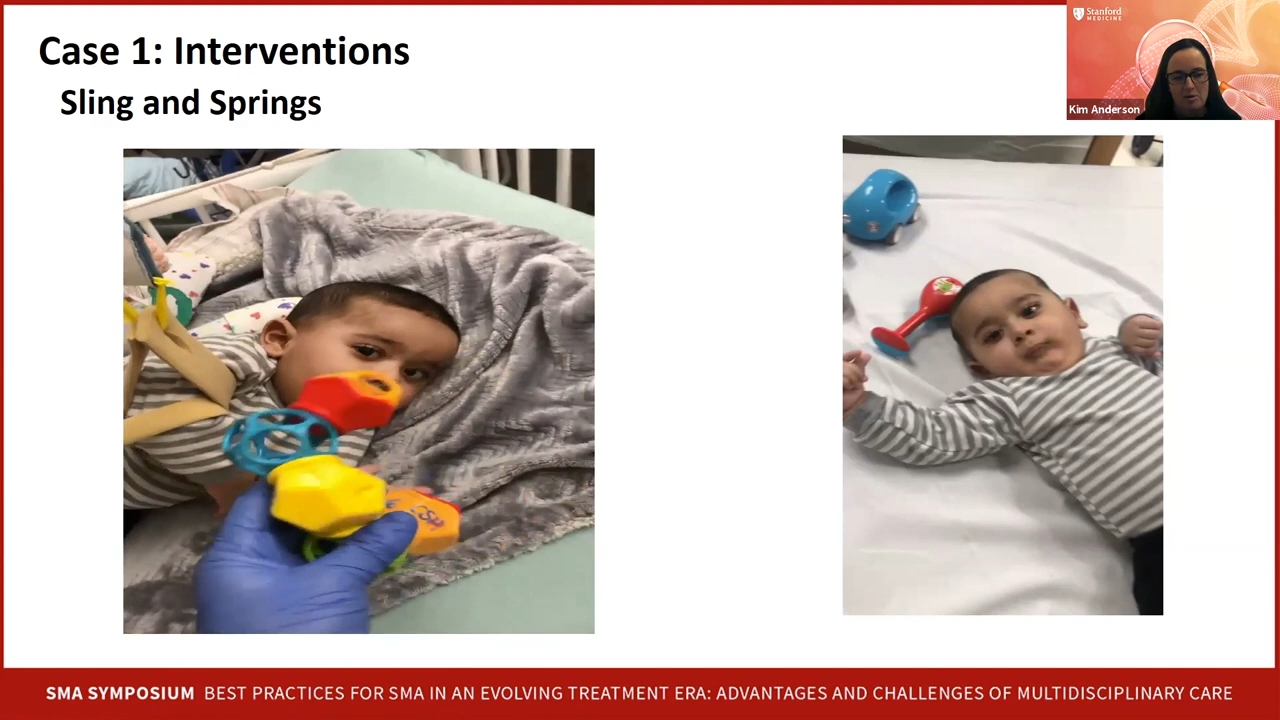 Case 1: Interventions
Sling and Springs
Stanford
MEDICINE
Kim Anderson
CSH
SMA SYMPOSIUM BEST PRACTICES FOR SMA IN AN EVOLVING TREATMENT ERA: ADVANTAGES AND CHALLENGES OF MULTIDISCIPLINARY CARE